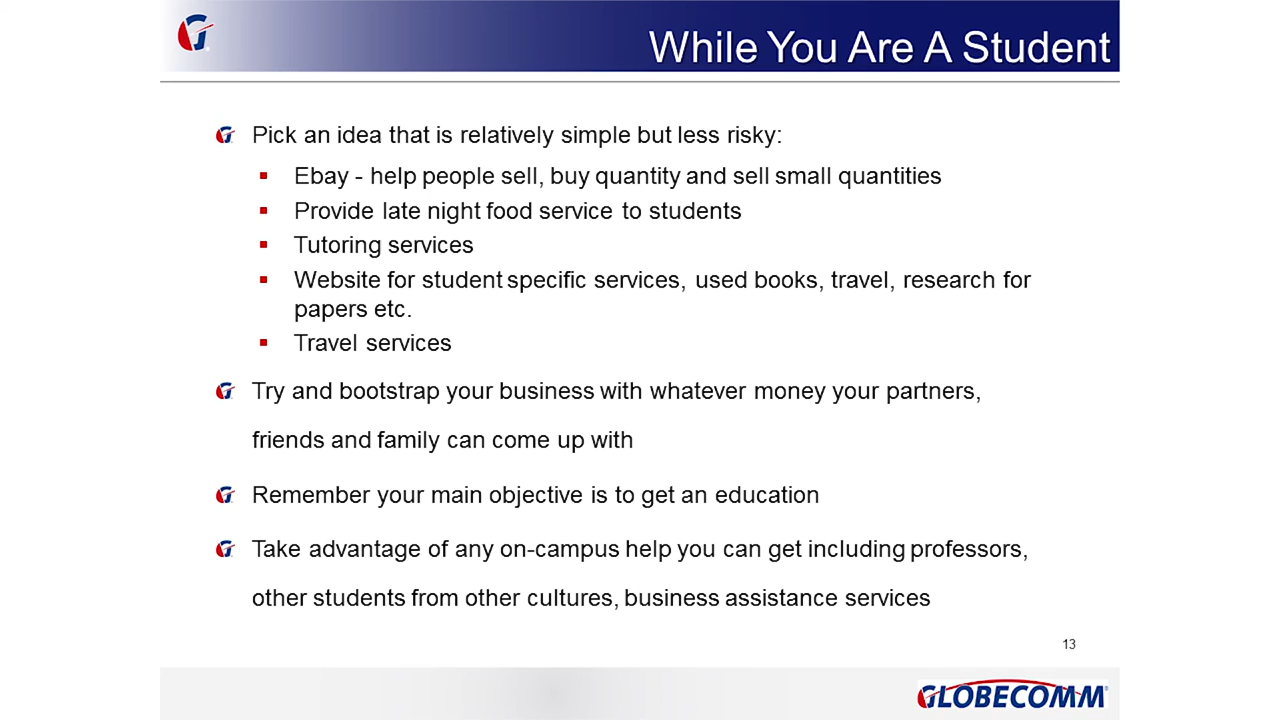 While You Are A Student
Pick an idea that is relatively simple but less risky:
Ebay - help people sell, buy quantity and sell small quantities
Provide late night food service to students
Tutoring services
Website for student specific services, used books, travel, research for
papers etc.
Travel services
Try and bootstrap your business with whatever money your partners,
friends and family can come up with
Remember your main objective is to get an education
Take advantage of any on-campus help you can get including professors,
other students from other cultures, business assistance services
13
GLOBECOMM